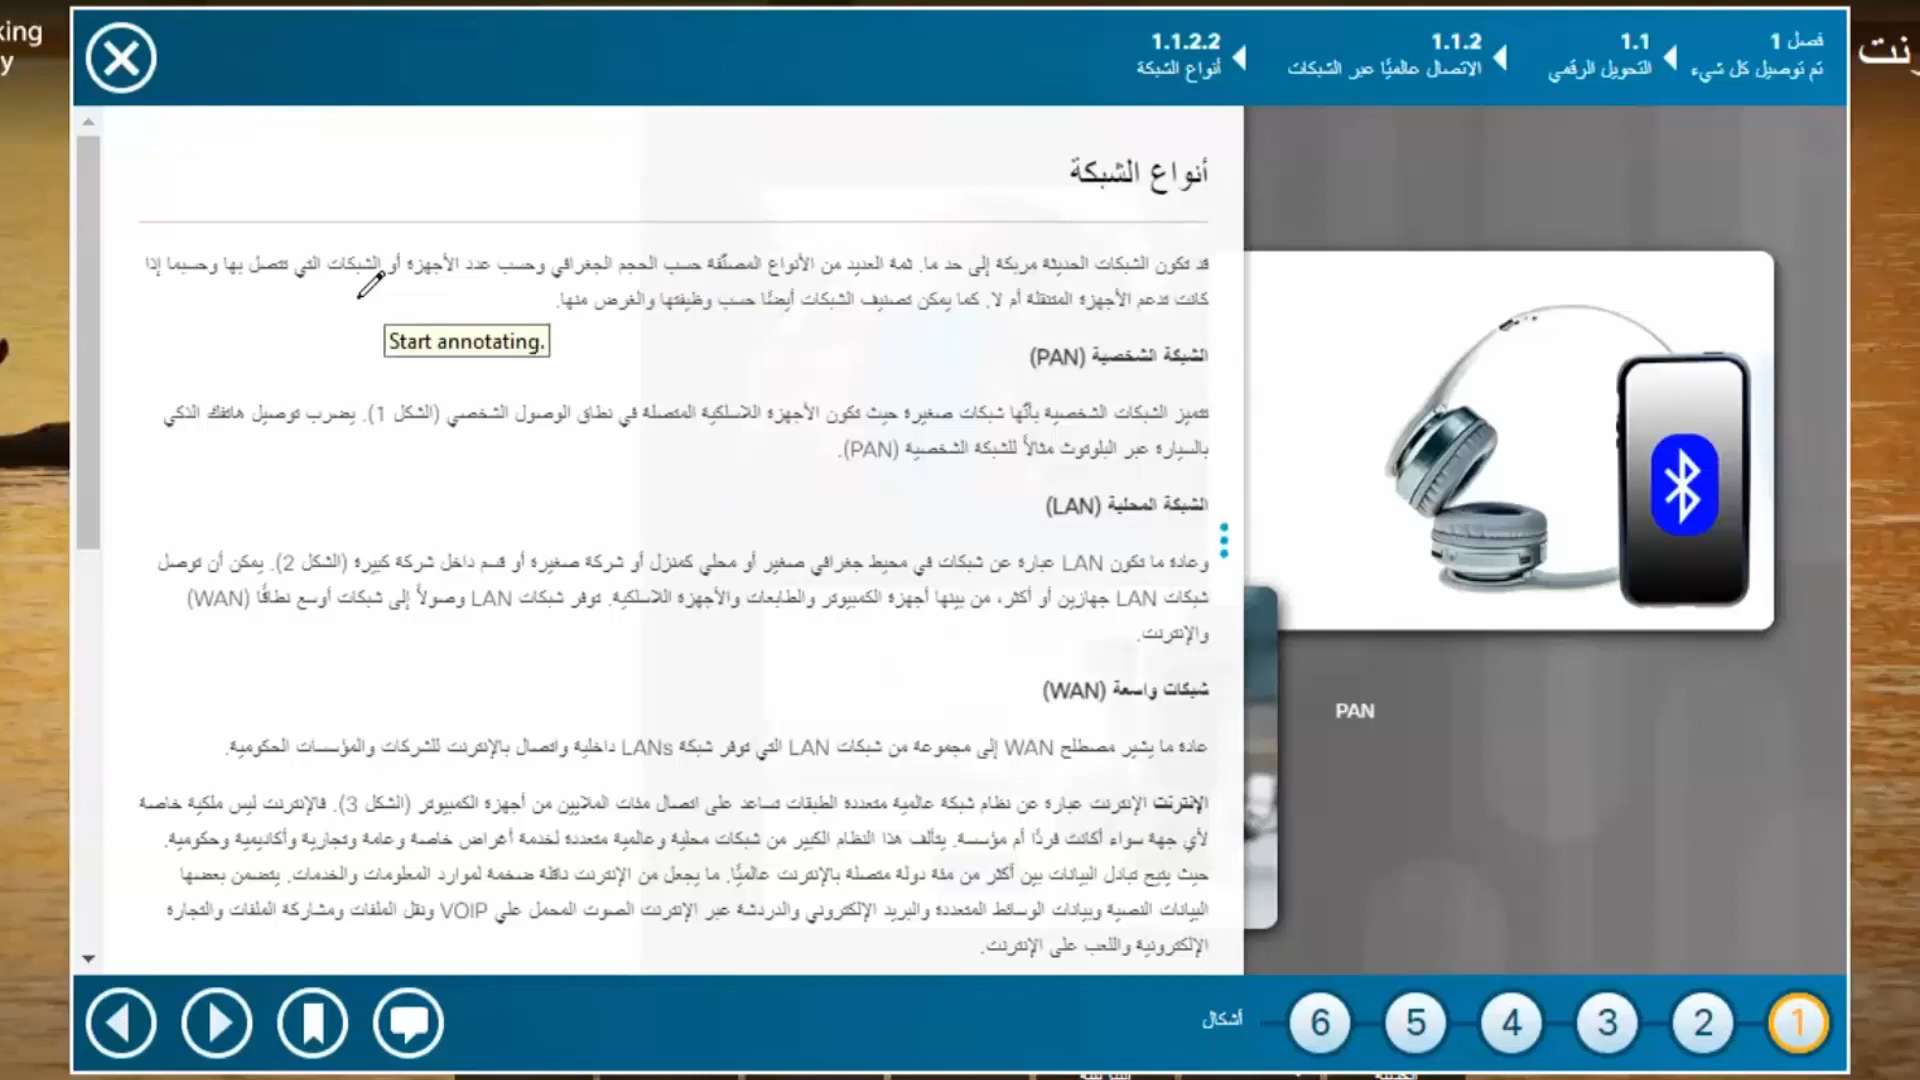 king
y
رنت
فصل 1
تم توصيل كل شيء
1.1
التحويل الرقمي
1.1.2
الاتصال عالميًا عبر الشبكات
1.1.2.2
أنواع الشبكة
أنواع الشبكة
قد تكون الشبكات الحديثة مربكة إلى حد ما. ثمة العديد من الأنواع المصنّفة حسب الحجم الجغرافي وحسب عدد الأجهزة أو الشبكات التي تتصل بها وحسبما إذا
كانت تدعم الأجهزة المتنقلة أم لا. كما يمكن تصنيف الشبكات أيضًا حسب وظيفتها والغرض منها.
Start annotating.
الشبكة الشخصية (PAN)
تتميز الشبكات الشخصية بأنّها شبكات صغيرة حيث تكون الأجهزة اللاسلكية المتصلة في نطاق الوصول الشخصي (الشكل 1). يضرب توصيل هاتفك الذكي
بالسيارة عبر البلوتوث مثالاً للشبكة الشخصية (PAN).
الشبكة المحلية (LAN)
وعادة ما تكون LAN عبارة عن شبكات في محيط جغرافي صغير أو محلي كمنزل أو شركة صغيرة أو قسم داخل شركة كبيرة (الشكل 2). يمكن أن توصل
شبكات LAN جهازين أو أكثر، من بينها أجهزة الكمبيوتر والطابعات والأجهزة اللاسلكية. توفر شبكات LAN وصولاً إلى شبكات أوسع نطاقًا (WAN)
والإنترنت.
شبكات واسعة (WAN)
عادة ما يشير مصطلح WAN إلى مجموعة من شبكات LAN التي توفر شبكة LANs داخلية واتصال بالإنترنت للشركات والمؤسسات الحكومية.
الإنترنت الإنترنت عبارة عن نظام شبكة عالمية متعددة الطبقات تساعد على اتصال مئات الملايين من أجهزة الكمبيوتر (الشكل 3). فالإنترنت ليس ملكية خاصة
لأي جهة سواء أكانت فردًا أم مؤسسة. يتألف هذا النظام الكبير من شبكات محلية وعالمية متعددة لخدمة أغراض خاصة وعامة وتجارية وأكاديمية وحكومية.
حيث يتيح تبادل البيانات بين أكثر من مئة دولة متصلة بالإنترنت عالميًا. ما يجعل من الإنترنت ناقلة ضخمة لموارد المعلومات والخدمات. يتضمن بعضها
البيانات النصية وبيانات الوسائط المتعددة والبريد الإلكتروني والدردشة عبر الإنترنت الصوت المحمل علي VOIP ونقل الملفات ومشاركة الملفات والتجارة
الإلكترونية واللعب على الإنترنت.
PAN
أشكال
6 5 4 3 2 1